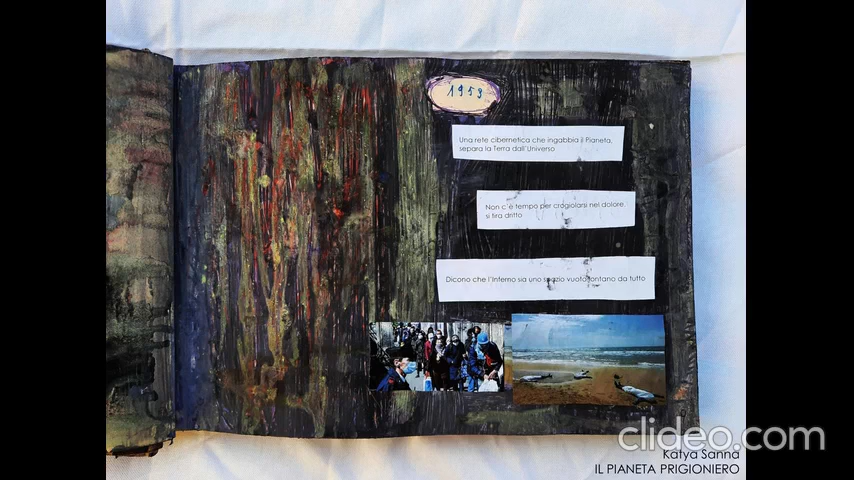 1959
Una rete cibernetica che ingabbia il Pianeta,
separa la Terra dall'Universo
Non c'è tempo per crogiolarsi nel dolore,
si tira dritto
Dicono che l'Inferno sia uno spazio vuoto lontano da tutto
clideo.com
Katya Sanna
IL PIANETA PRIGIONIERO